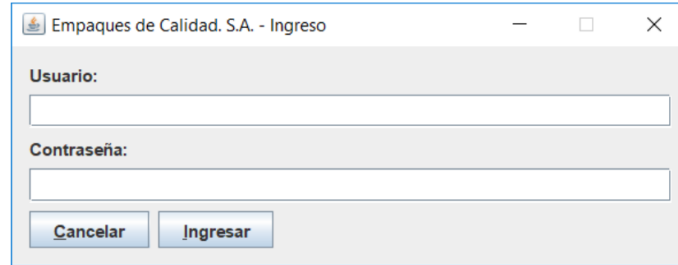 Empaques de Calidad. S.A. - Ingreso
Usuario:
Contraseña:
Cancelar Ingresar